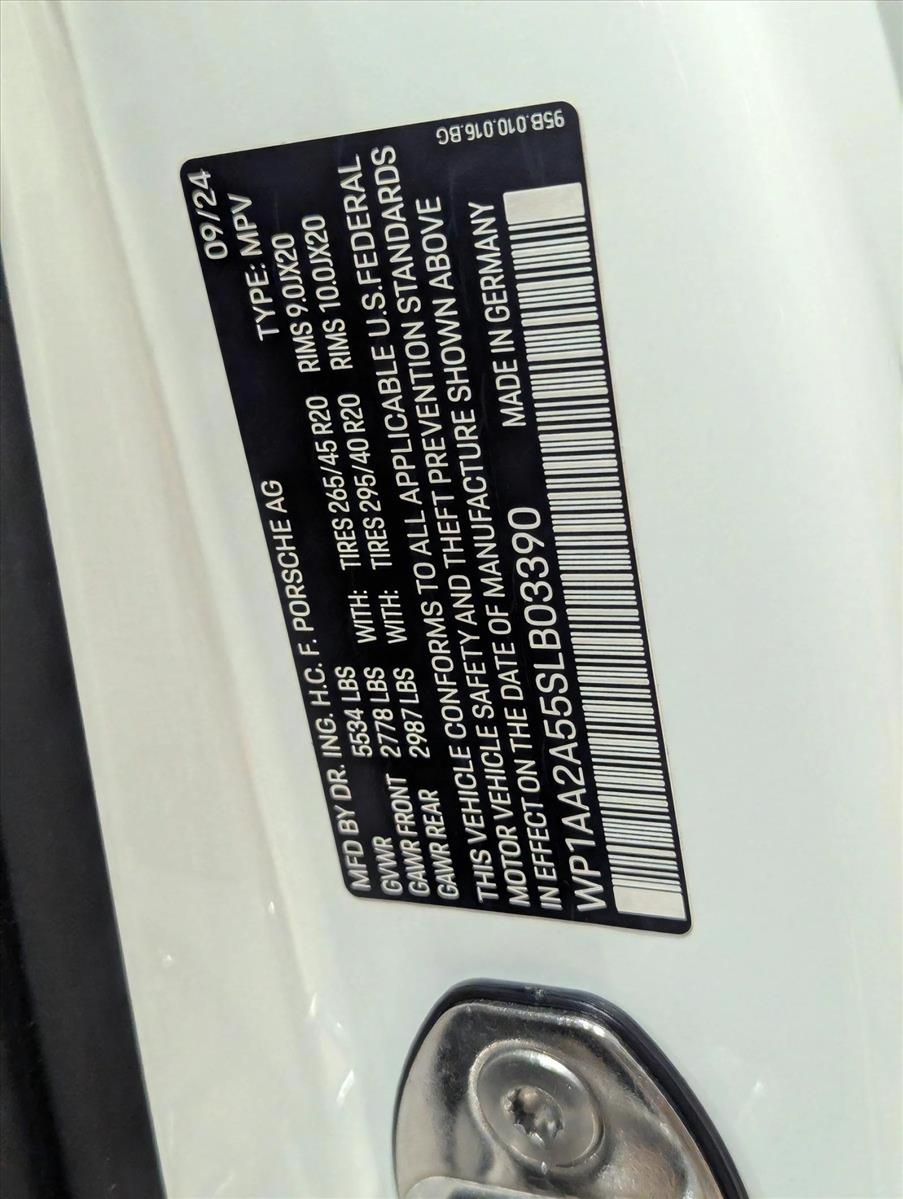 MFD BY DR. ING. H.C. F. PORSCHE AG 09/24
GVWR 5534 LBS TYPE: MPV
GAWR FRONT 2778 LBS WITH: TIRES 265/45 R20 RIMS 9.0JX20
GAWR REAR 2987 LBS WITH: TIRES 295/40 R20 RIMS 10.0JX20
THIS VEHICLE CONFORMS TO ALL APPLICABLE U.S.FEDERAL
MOTOR VEHICLE SAFETY AND THEFT PREVENTION STANDARDS
IN EFFECT ON THE DATE OF MANUFACTURE SHOWN ABOVE
WP1AA2A55SLB03390 MADE IN GERMANY
95B.010.016.BG